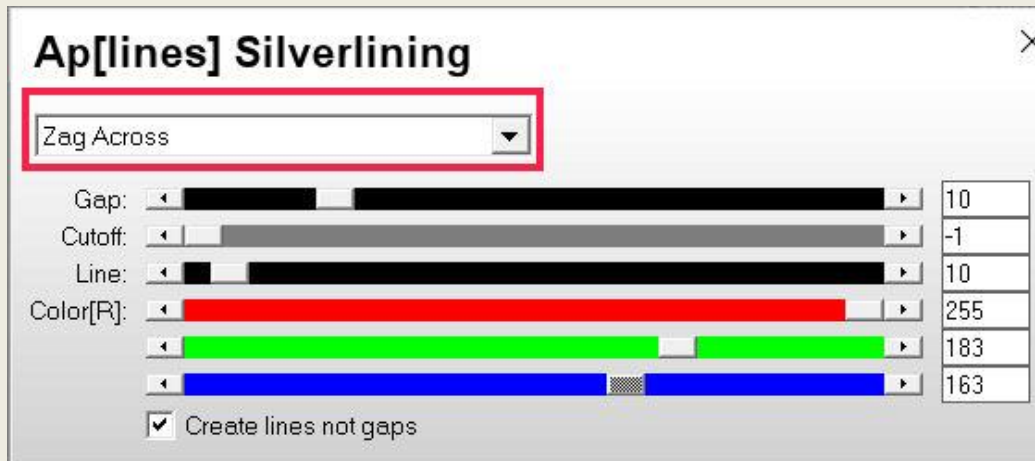 Ap[lines] Silverlining
Zag Across
Gap: 10
Cutoff: -1
Line: 10
Color[R]: 255
183
163
Create lines not gaps